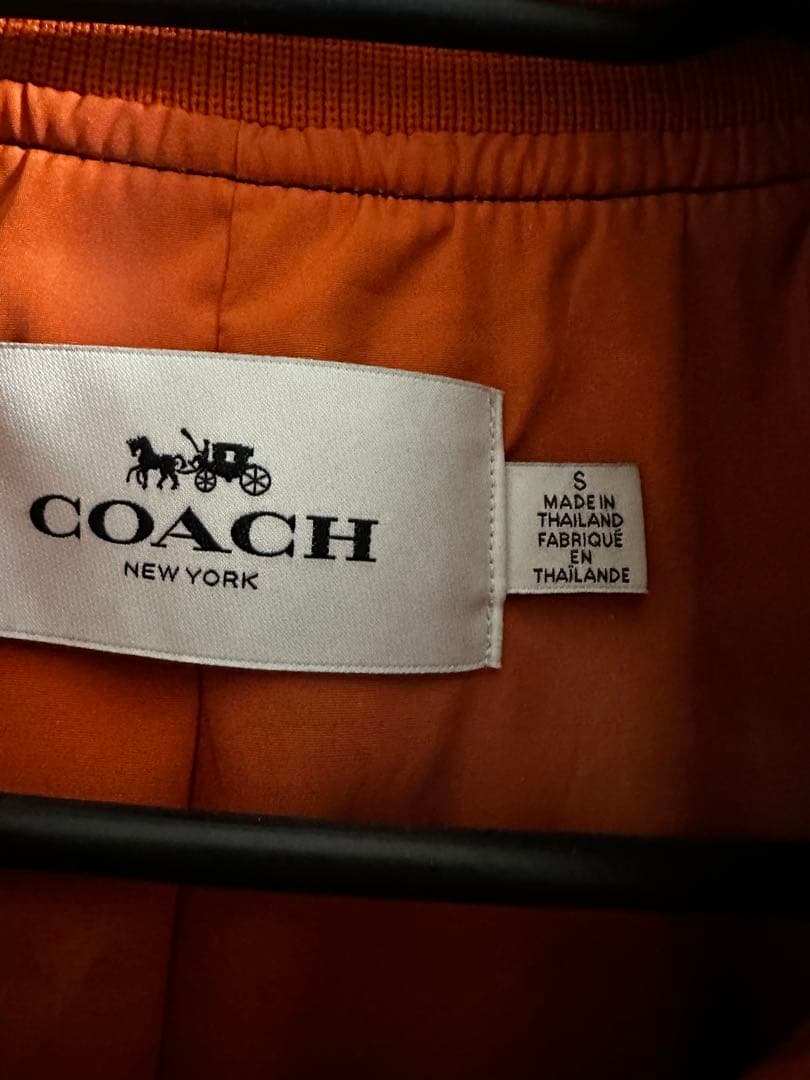 COACH
NEW YORK
S
MADE IN
THAILAND
FABRIQUÉ
EN
THAÏLANDE